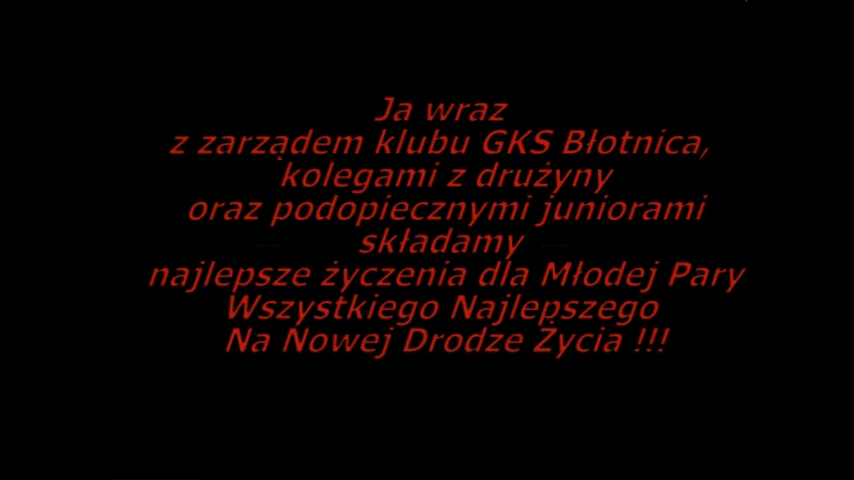 Ja wraz
z zarządem klubu GKS Błotnica,
kolegami z drużyny
oraz podopiecznymi juniorami
składamy
najlepsze życzenia dla Młodej Pary
Wszystkiego Najlepszego
Na Nowej Drodze Życia !!!